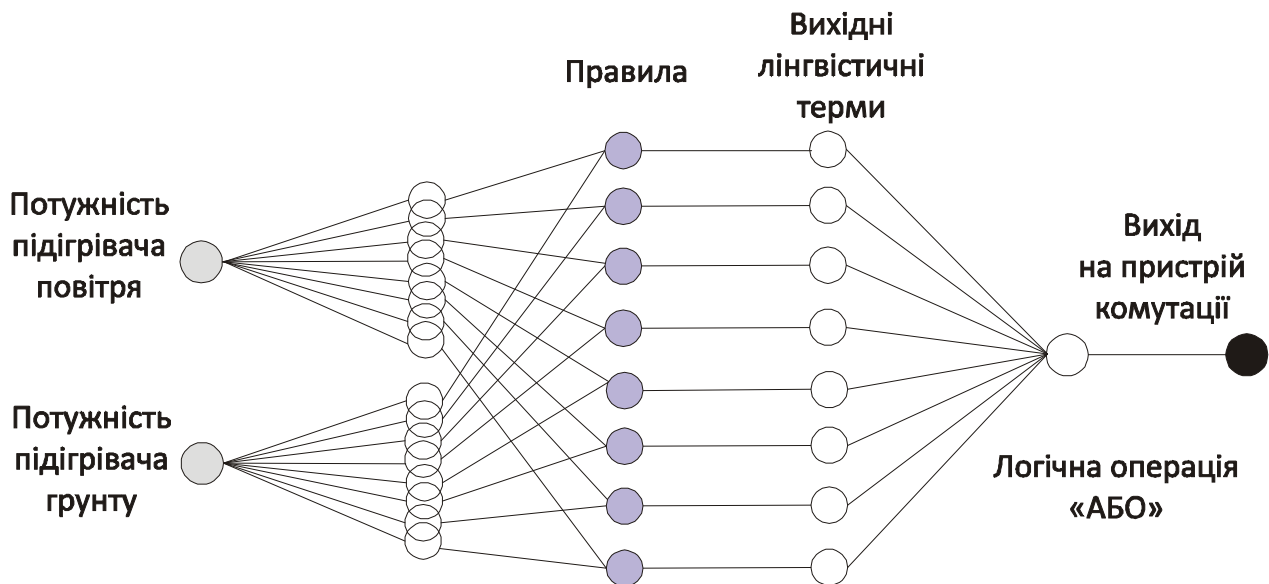 Вихідні
лінгвістичні
терми
Правила
Потужність
підігрівача
повітря
Вихід
на пристрій
комутації
Потужність
підігрівача
грунту
Логічна операція
«АБО»